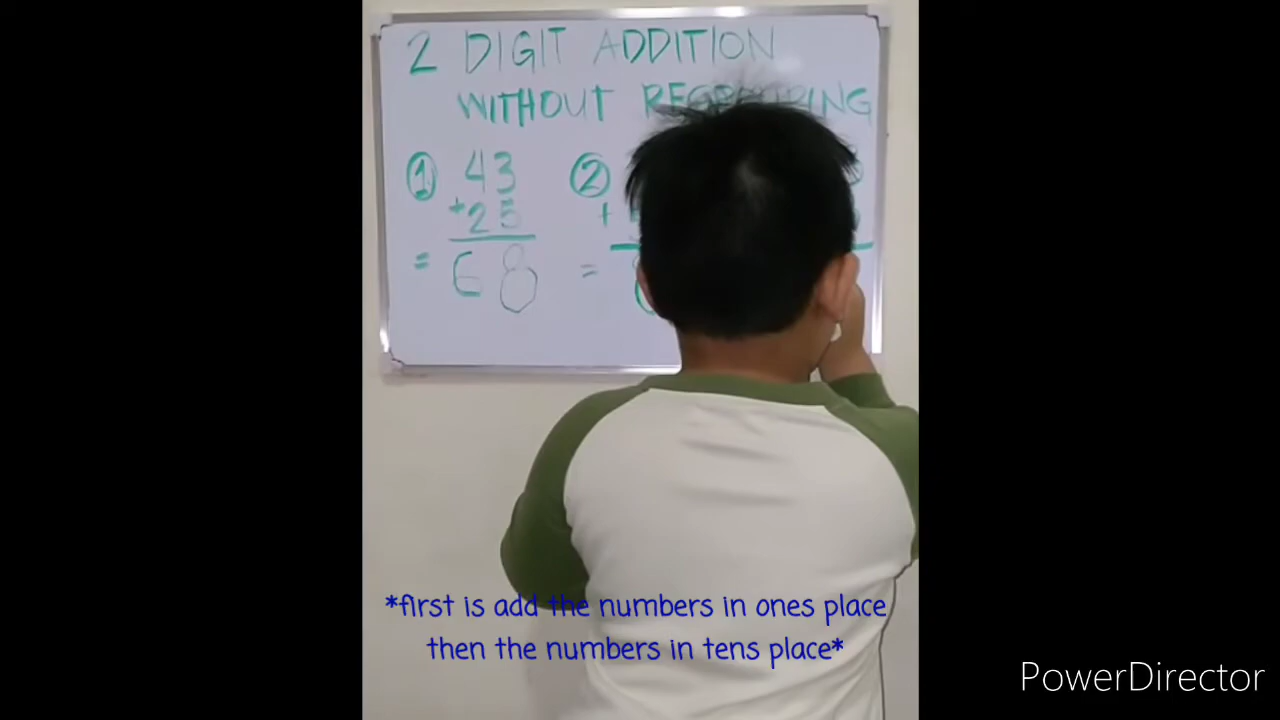 2 DIGIT ADDITION
WITHOUT REGROUPING
① 43 ②
+25 +
= 68 =
*first is add the numbers in ones place
then the numbers in tens place*
PowerDirector